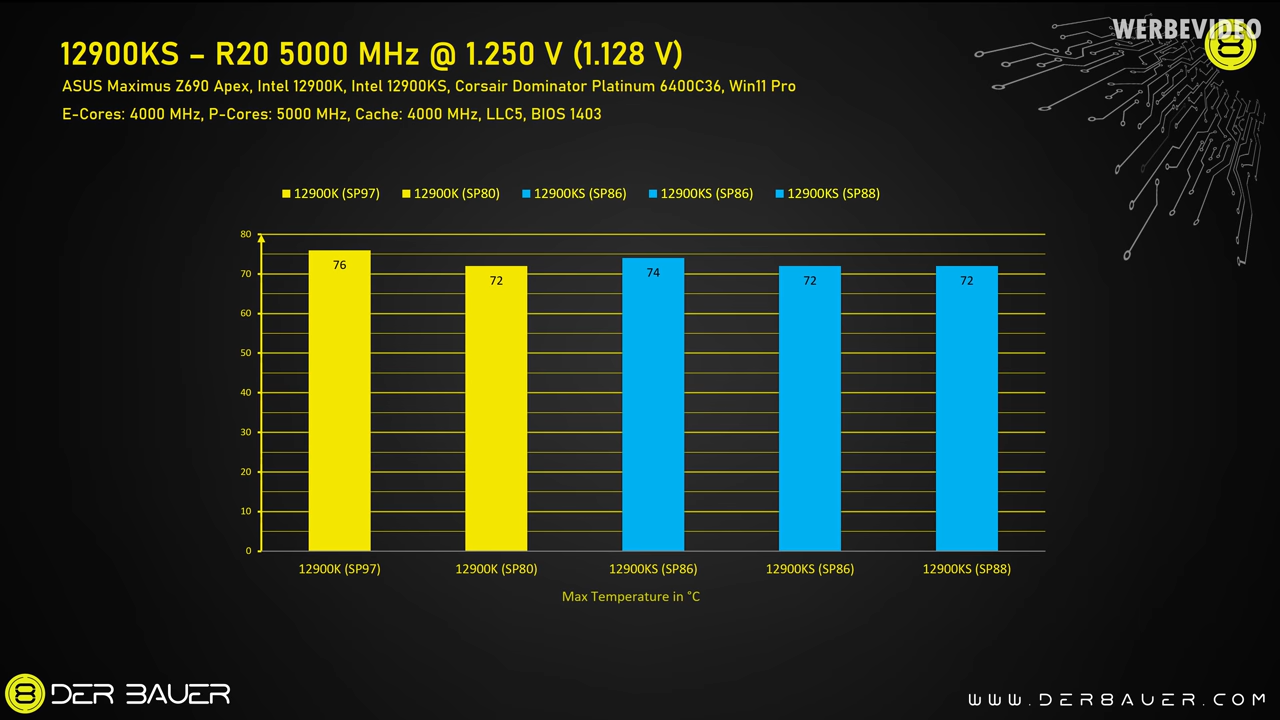 WERBEVIDEO
12900KS – R20 5000 MHz @ 1.250 V (1.128 V)
ASUS Maximus Z690 Apex, Intel 12900K, Intel 12900KS, Corsair Dominator Platinum 6400C36, Win11 Pro
E-Cores: 4000 MHz, P-Cores: 5000 MHz, Cache: 4000 MHz, LLC5, BIOS 1403
12900K (SP97) 12900K (SP80) 12900KS (SP86) 12900KS (SP86) 12900KS (SP88)
80
70
60
50
40
30
20
10
0
76 72 74 72 72
12900K (SP97) 12900K (SP80) 12900KS (SP86) 12900KS (SP86) 12900KS (SP88)
Max Temperature in °C
8 DER BAUER
WWW.DER8AUER.COM